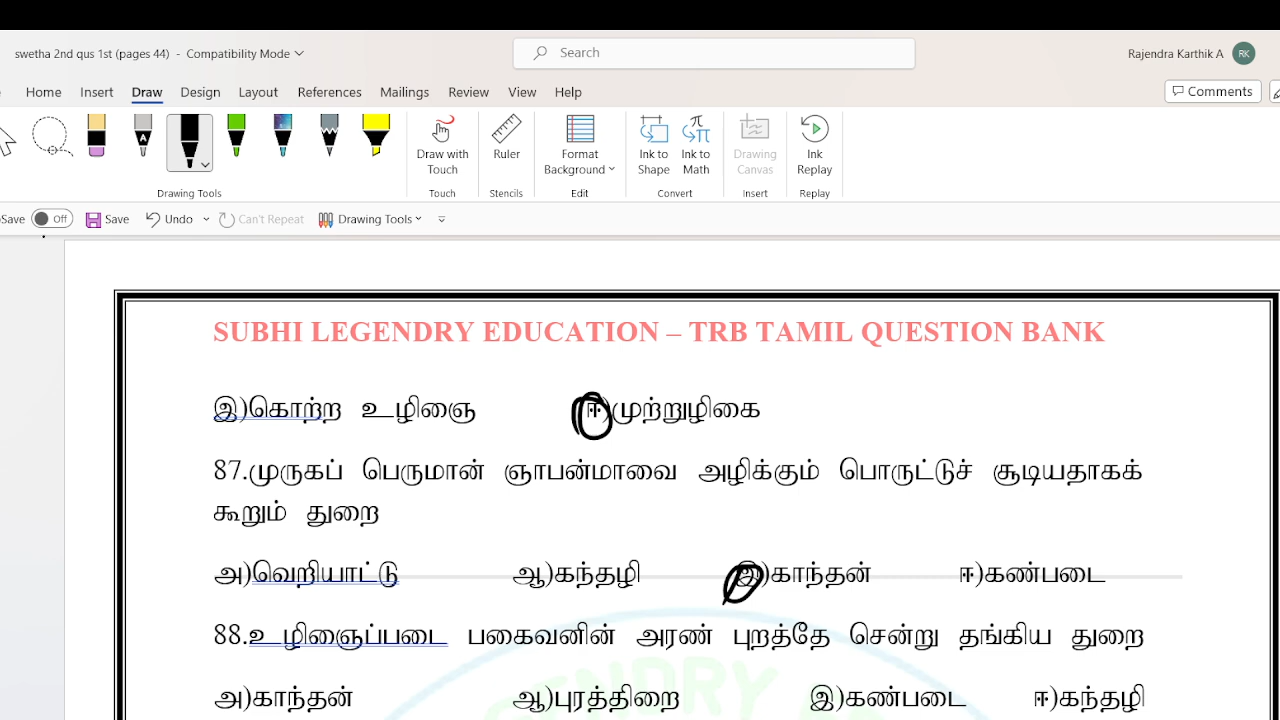 swetha 2nd qus 1st (pages 44) - Compatibility Mode
Search
Rajendra Karthik A RK
Home Insert Draw Design Layout References Mailings Review View Help
Comments
Draw with Touch Ruler Format Background Ink to Shape Ink to Math Drawing Canvas Ink Replay
Drawing Tools Touch Stencils Edit Convert Insert Replay
Save Off Save Undo Can't Repeat Drawing Tools
SUBHI LEGENDRY EDUCATION – TRB TAMIL QUESTION BANK
இ)கொற்ற உழிஞை ஈ)முற்றுழிகை
87.முருகப் பெருமான் ஞாபன்மாவை அழிக்கும் பொருட்டுச் சூடியதாகக்
கூறும் துறை
அ)வெறியாட்டு ஆ)கந்தழி இ)காந்தன் ஈ)கண்படை
88.உழிஞைப்படை பகைவனின் அரண் புறத்தே சென்று தங்கிய துறை
அ)காந்தன் ஆ)புரத்திறை இ)கண்படை ஈ)கந்தழி